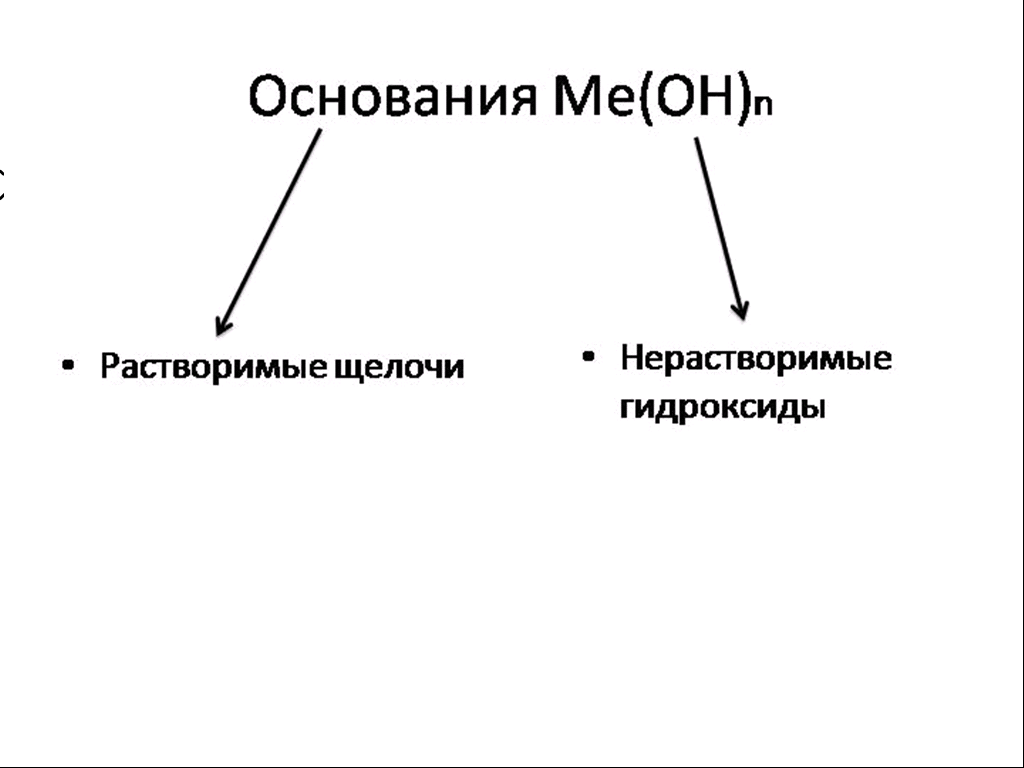 Основания Me(OH)n
• Растворимые щелочи
• Нерастворимые
гидроксиды